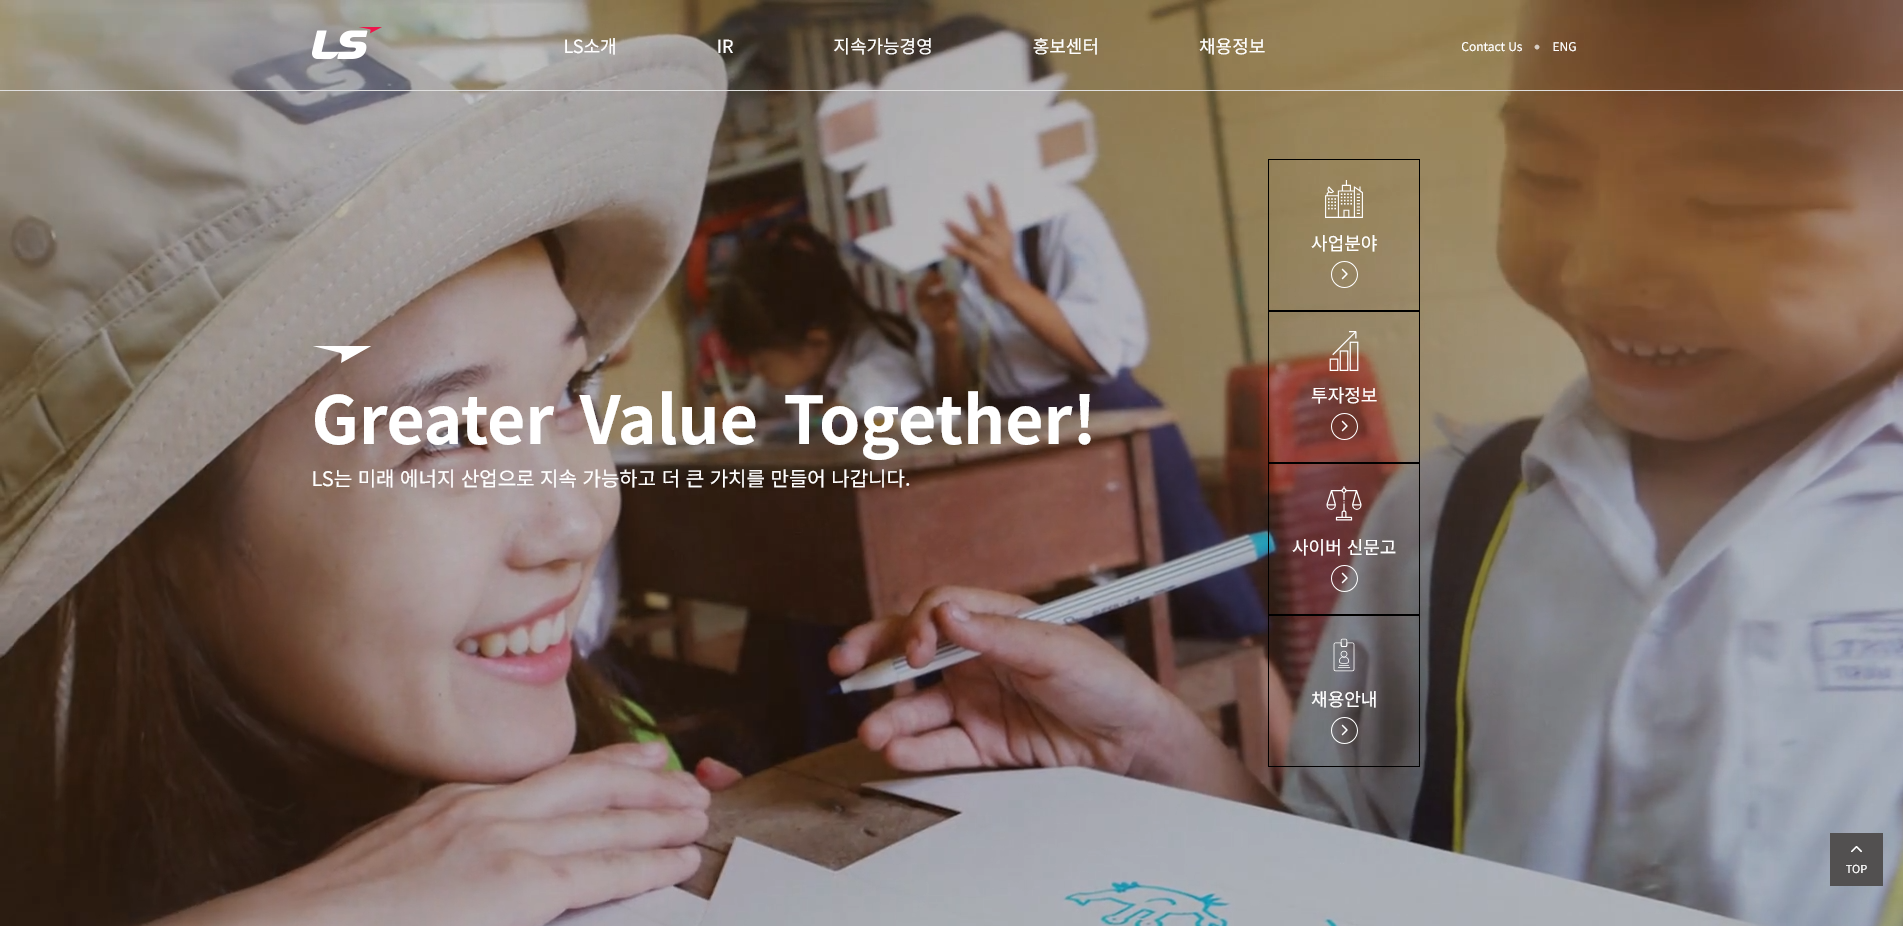 LS
LS소개
IR
지속가능경영
홍보센터
채용정보
Contact Us
ENG
LS
사업분야
투자정보
Greater Value Together!
LS는 미래 에너지 산업으로 지속 가능하고 더 큰 가치를 만들어 나갑니다.
사이버 신문고
채용안내
TOP